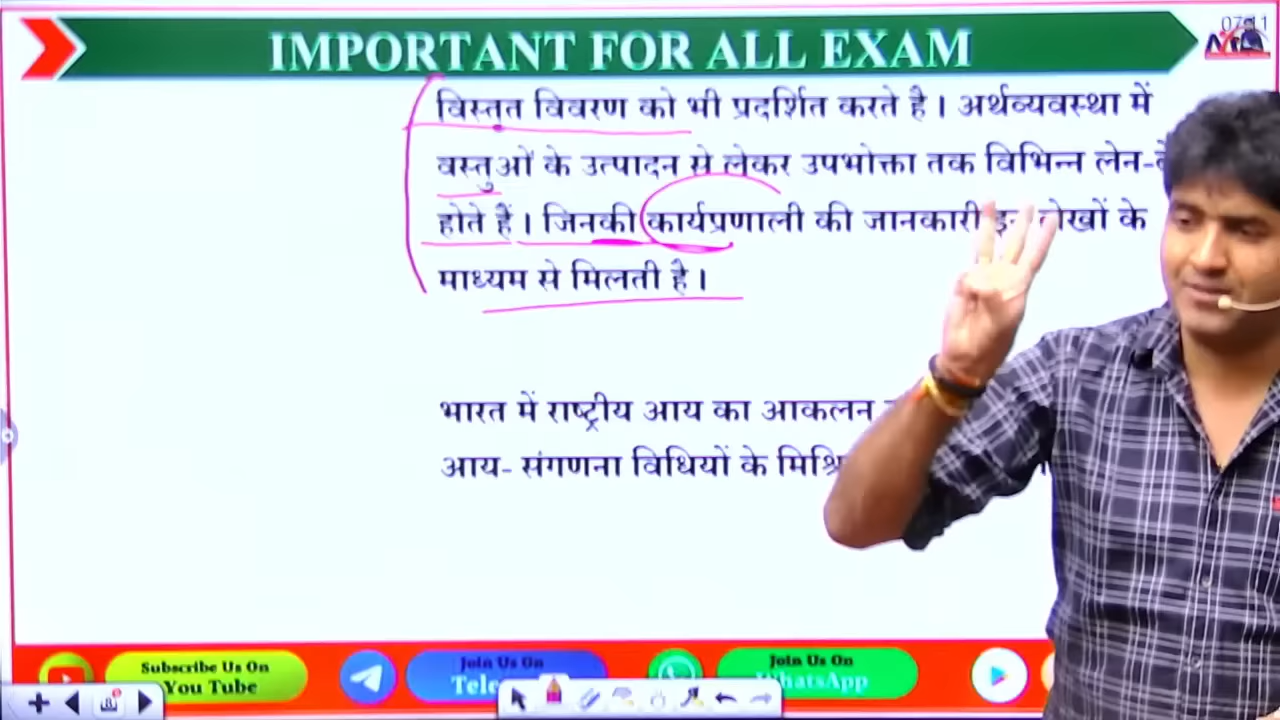 07:11
IMPORTANT FOR ALL EXAM
विस्तृत विवरण को भी प्रदर्शित करते है। अर्थव्यवस्था में
वस्तुओं के उत्पादन से लेकर उपभोक्ता तक विभिन्न लेन-
होते हैं। जिनकी कार्यप्रणाली की जानकारी लेखों के
माध्यम से मिलती है।
भारत में राष्ट्रीय आय का आकलन
आय- संगणना विधियों के
Subscribe Us On
You Tube
Join Us On
Join Us On
WhatsApp